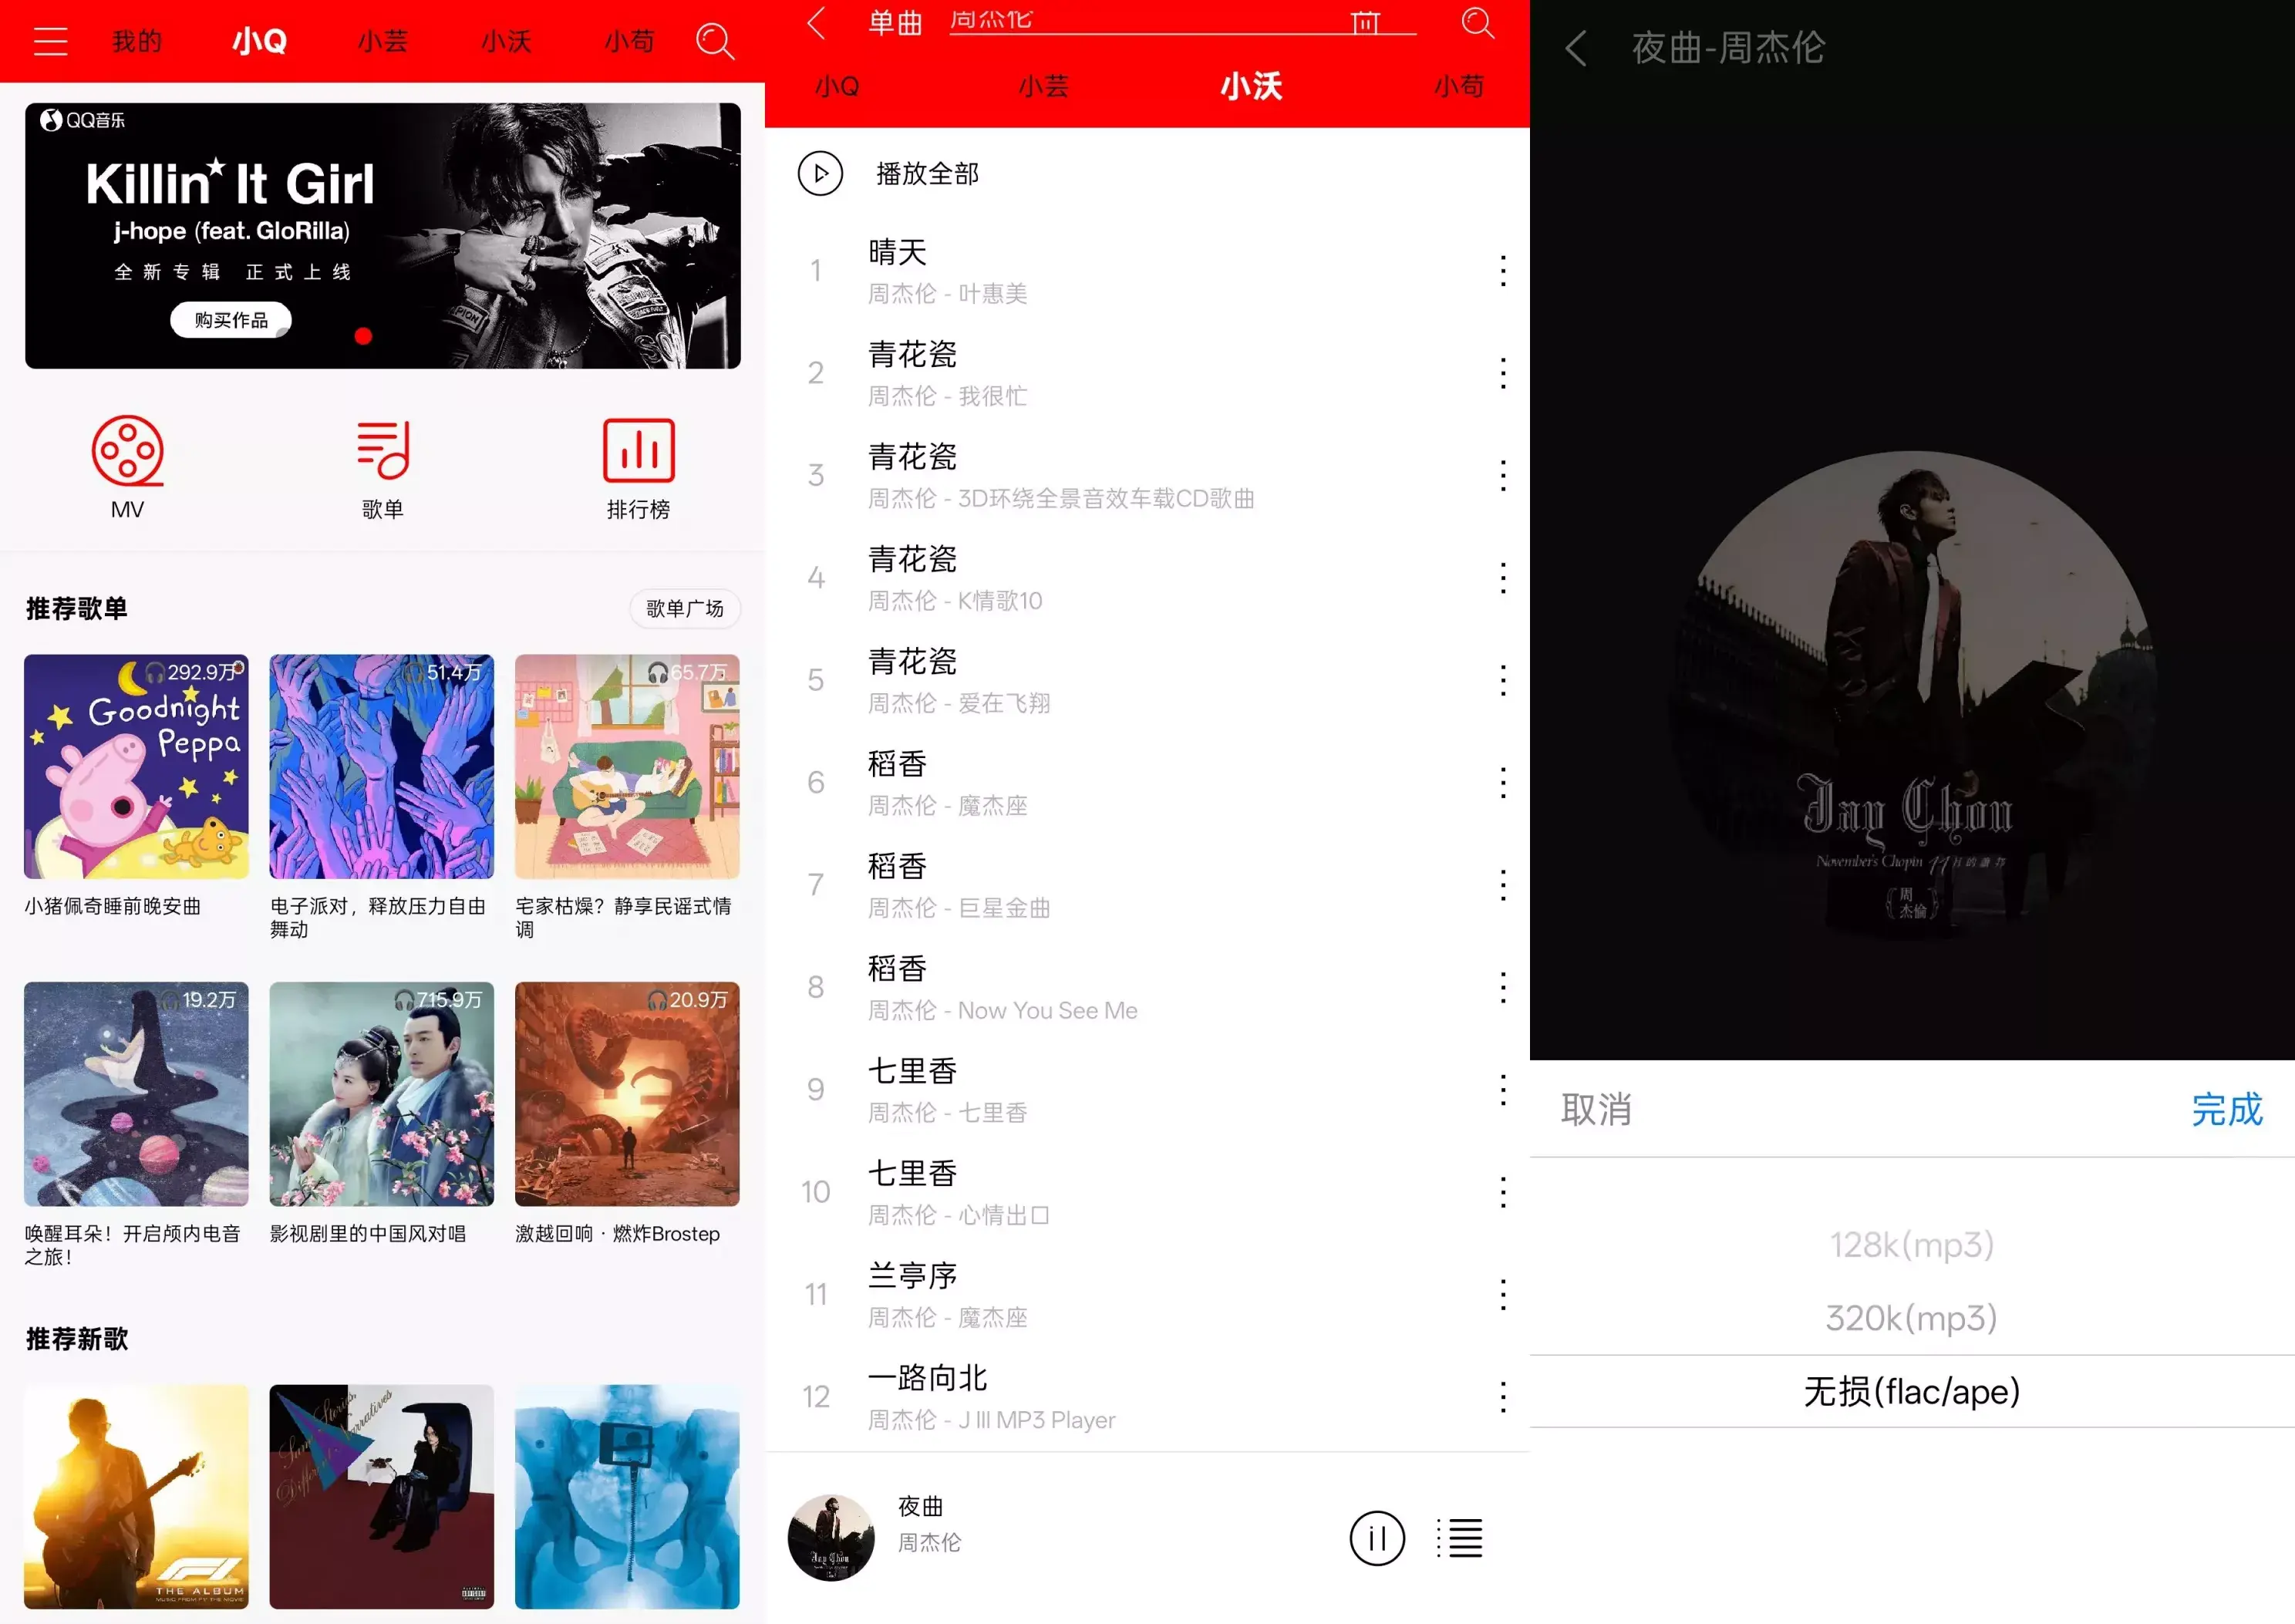 我的 小Q 小芸 小沃 小苟
QQ音乐
Killin★It Girl
j-hope (feat. GloRilla)
全新专辑 正式上线
购买作品
MV 歌单 排行榜
推荐歌单 歌单广场
292.9万
Goodnight
Peppa
51.4万
65.7万
小猪佩奇睡前晚安曲
电子派对，释放压力自由
舞动
宅家枯燥？静享民谣式情
调
19.2万
715.9万
20.9万
唤醒耳朵！开启颅内电音
之旅！
影视剧里的中国风对唱
激越回响 · 燃炸Brostep
推荐新歌
F1
THE ALBUM
单曲 周杰伦
小Q 小芸 小沃 小苟
播放全部
1 晴天
周杰伦 - 叶惠美
2 青花瓷
周杰伦 - 我很忙
3 青花瓷
周杰伦 - 3D环绕全景音效车载CD歌曲
4 青花瓷
周杰伦 - K情歌10
5 青花瓷
周杰伦 - 爱在飞翔
6 稻香
周杰伦 - 魔杰座
7 稻香
周杰伦 - 巨星金曲
8 稻香
周杰伦 - Now You See Me
9 七里香
周杰伦 - 七里香
10 七里香
周杰伦 - 心情出口
11 兰亭序
周杰伦 - 魔杰座
12 一路向北
周杰伦 - J III MP3 Player
夜曲
周杰伦
夜曲-周杰伦
Jay Chou
November's Chopin 11月的蕭邦
周
杰倫
取消 完成
128k(mp3)
320k(mp3)
无损(flac/ape)